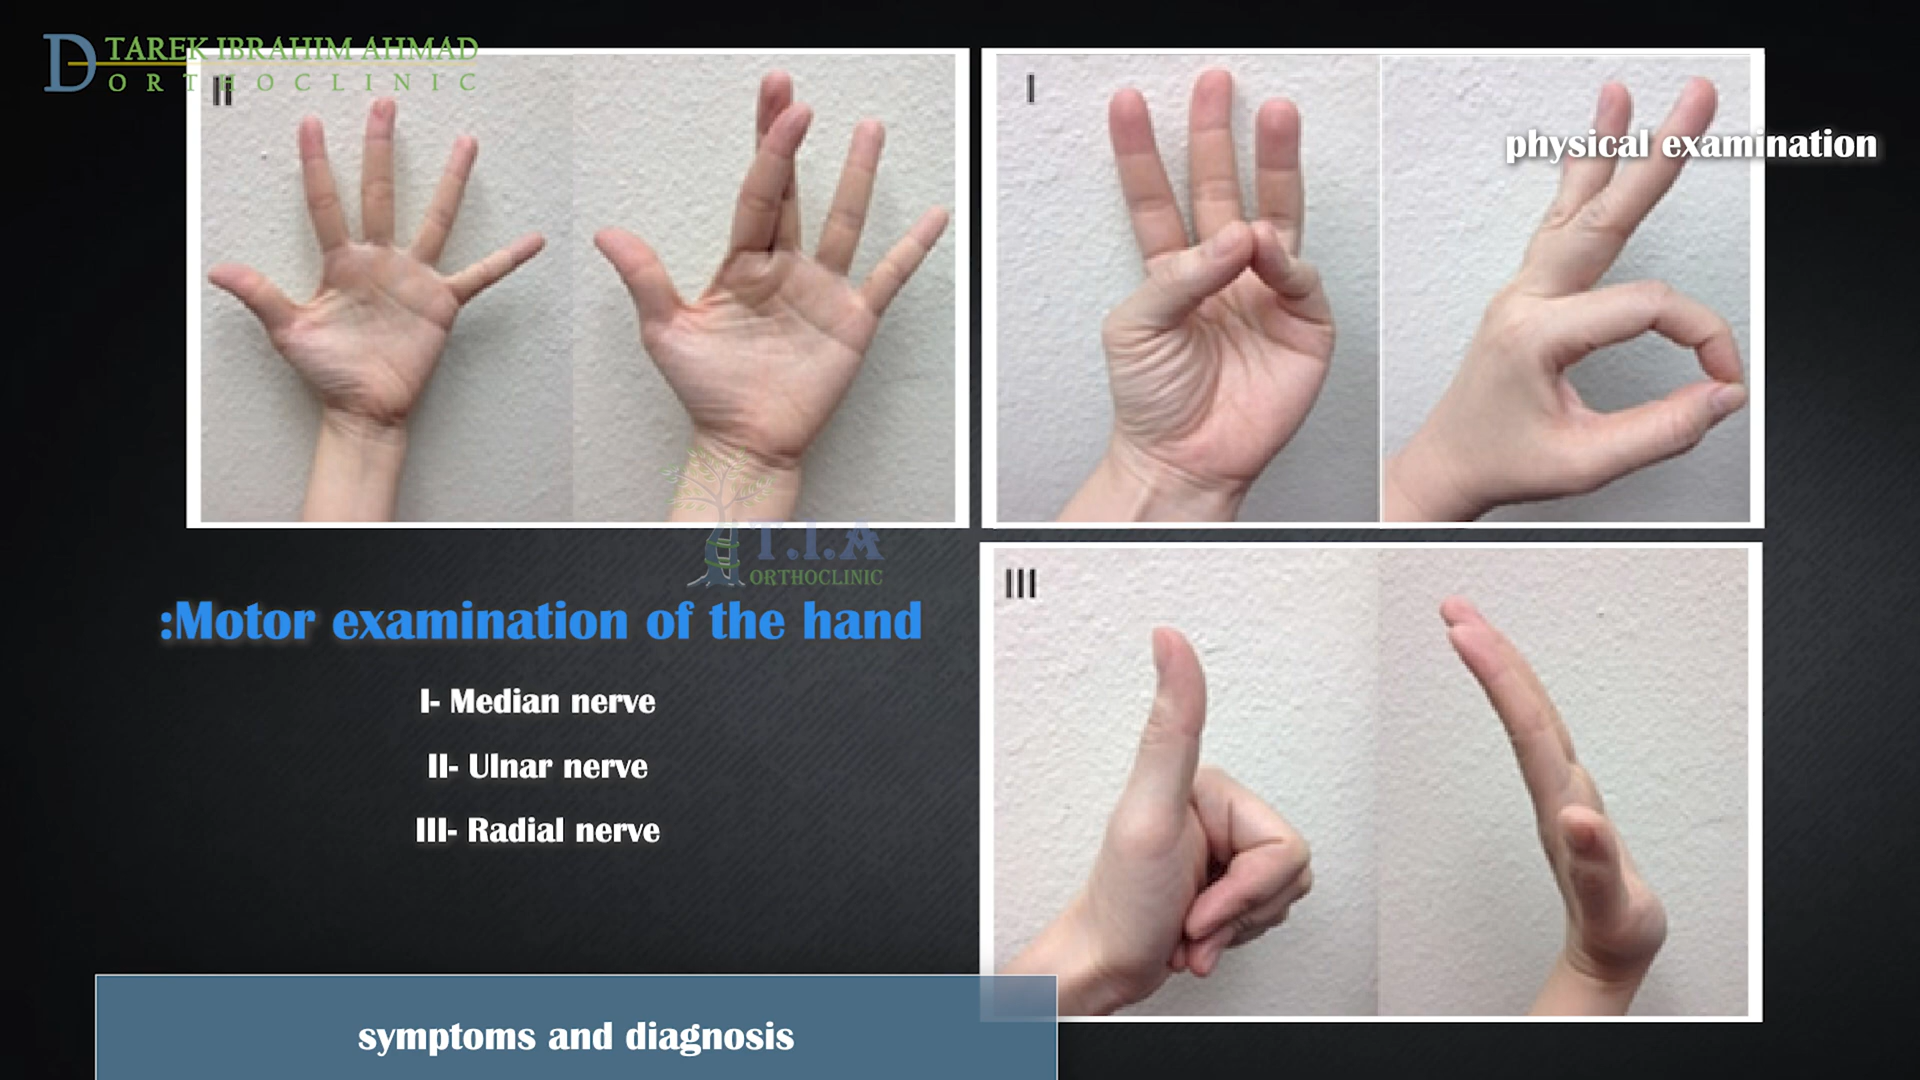 D TAREK IBRAHIM AHMAD
ORTHOCLINIC
II
I
physical examination
T.I.A
ORTHOCLINIC
III
:Motor examination of the hand
I- Median nerve
II- Ulnar nerve
III- Radial nerve
symptoms and diagnosis